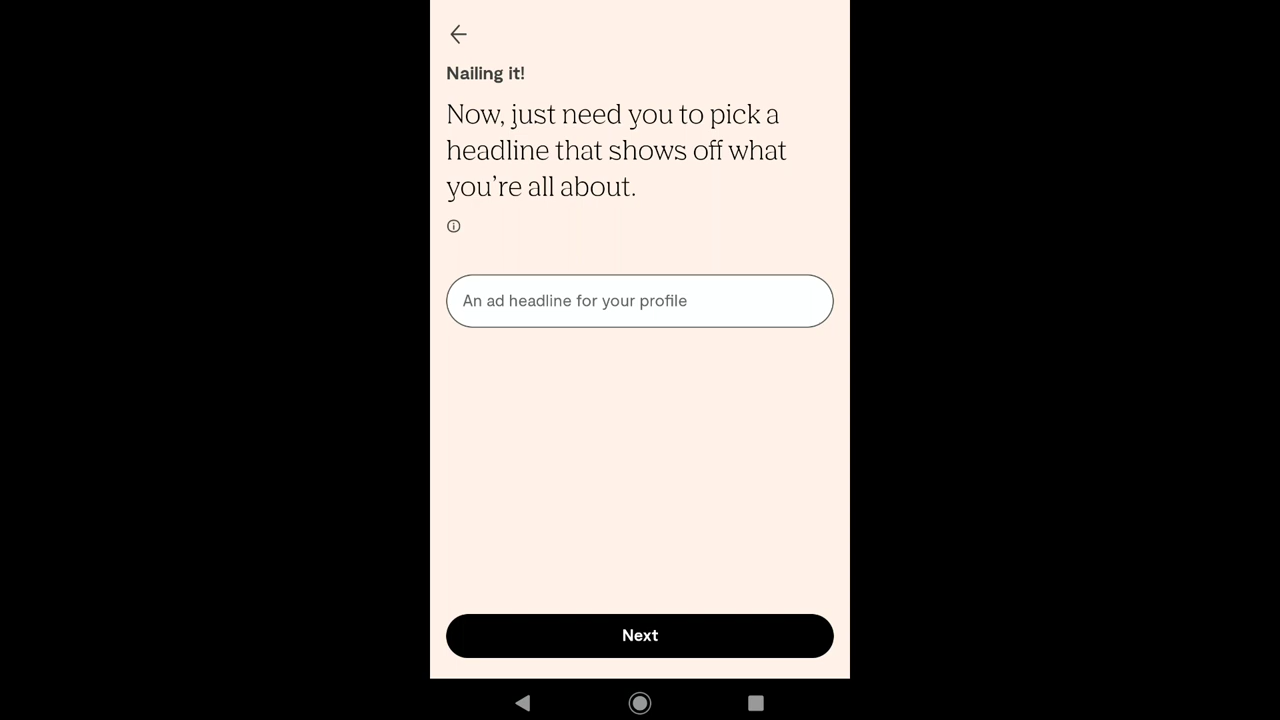 Nailing it!
Now, just need you to pick a
headline that shows off what
you’re all about.
An ad headline for your profile
Next